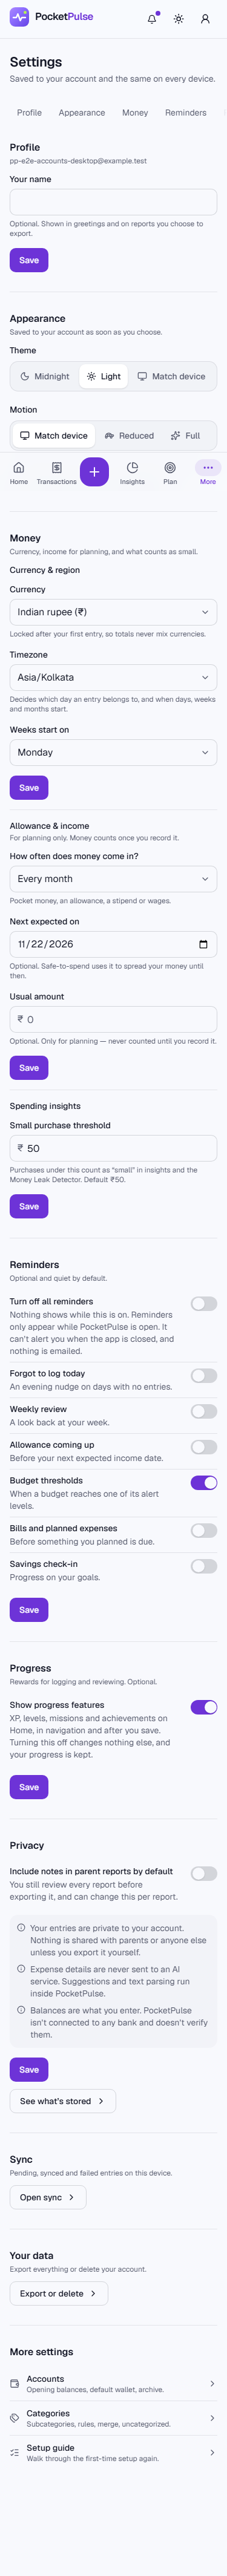 PocketPulse
Settings
Saved to your account and the same on every device.
Profile Appearance Money Reminders
Profile
pp-e2e-accounts-desktop@example.test
Your name
Optional. Shown in greetings and on reports you choose to
export.
Save
Appearance
Saved to your account as soon as you choose.
Theme
Midnight Light Match device
Motion
Match device Reduced Full
Home Transactions Insights Plan More
Money
Currency, income for planning, and what counts as small.
Currency & region
Currency
Indian rupee (₹)
Locked after your first entry, so totals never mix currencies.
Timezone
Asia/Kolkata
Decides which day an entry belongs to, and when days, weeks
and months start.
Weeks start on
Monday
Save
Allowance & income
For planning only. Money counts once you record it.
How often does money come in?
Every month
Pocket money, an allowance, a stipend or wages.
Next expected on
11/22/2026
Optional. Safe-to-spend uses it to spread your money until
then.
Usual amount
₹ 0
Optional. Only for planning — never counted until you record it.
Save
Spending insights
Small purchase threshold
₹ 50
Purchases under this count as “small” in insights and the
Money Leak Detector. Default ₹50.
Save
Reminders
Optional and quiet by default.
Turn off all reminders
Nothing shows while this is on. Reminders
only appear while PocketPulse is open. It
can't alert you when the app is closed, and
nothing is emailed.
Forgot to log today
An evening nudge on days with no entries.
Weekly review
A look back at your week.
Allowance coming up
Before your next expected income date.
Budget thresholds
When a budget reaches one of its alert
levels.
Bills and planned expenses
Before something you planned is due.
Savings check-in
Progress on your goals.
Save
Progress
Rewards for logging and reviewing. Optional.
Show progress features
XP, levels, missions and achievements on
Home, in navigation and after you save.
Turning this off changes nothing else, and
your progress is kept.
Save
Privacy
Include notes in parent reports by default
You still review every report before
exporting it, and can change this per report.
Your entries are private to your account.
Nothing is shared with parents or anyone else
unless you export it yourself.
Expense details are never sent to an AI
service. Suggestions and text parsing run
inside PocketPulse.
Balances are what you enter. PocketPulse
isn't connected to any bank and doesn't verify
them.
Save
See what's stored
Sync
Pending, synced and failed entries on this device.
Open sync
Your data
Export everything or delete your account.
Export or delete
More settings
Accounts
Opening balances, default wallet, archive.
Categories
Subcategories, rules, merge, uncategorized.
Setup guide
Walk through the first-time setup again.